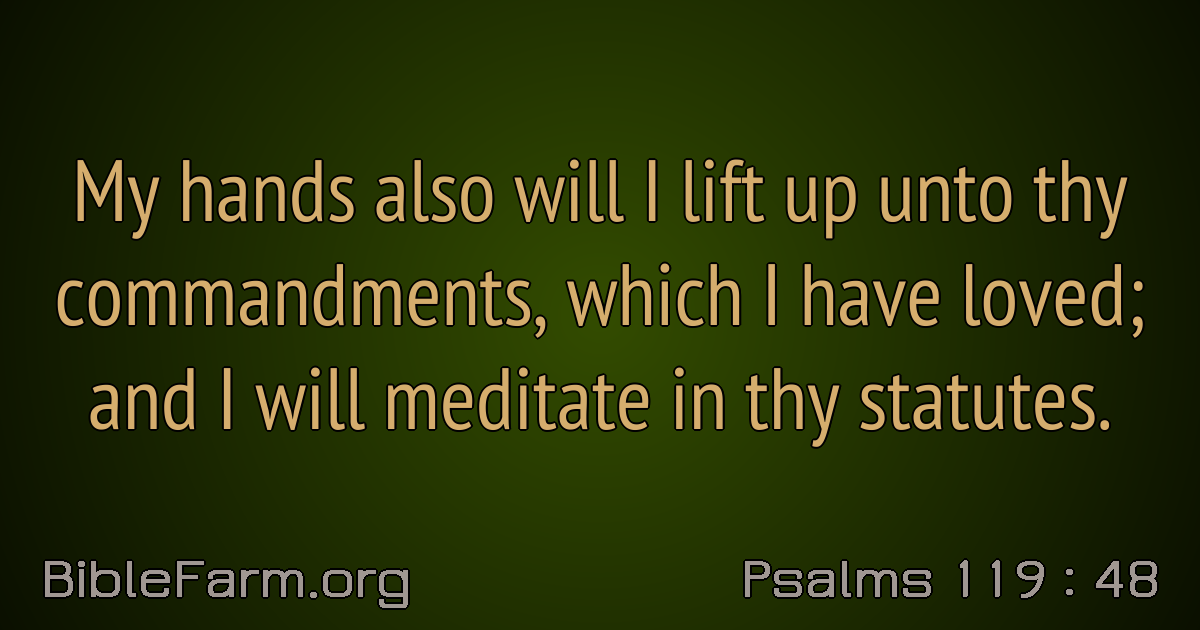 My hands also will I lift up unto thy
commandments, which I have loved;
and I will meditate in thy statutes.
BibleFarm.org
Psalms 119 : 48